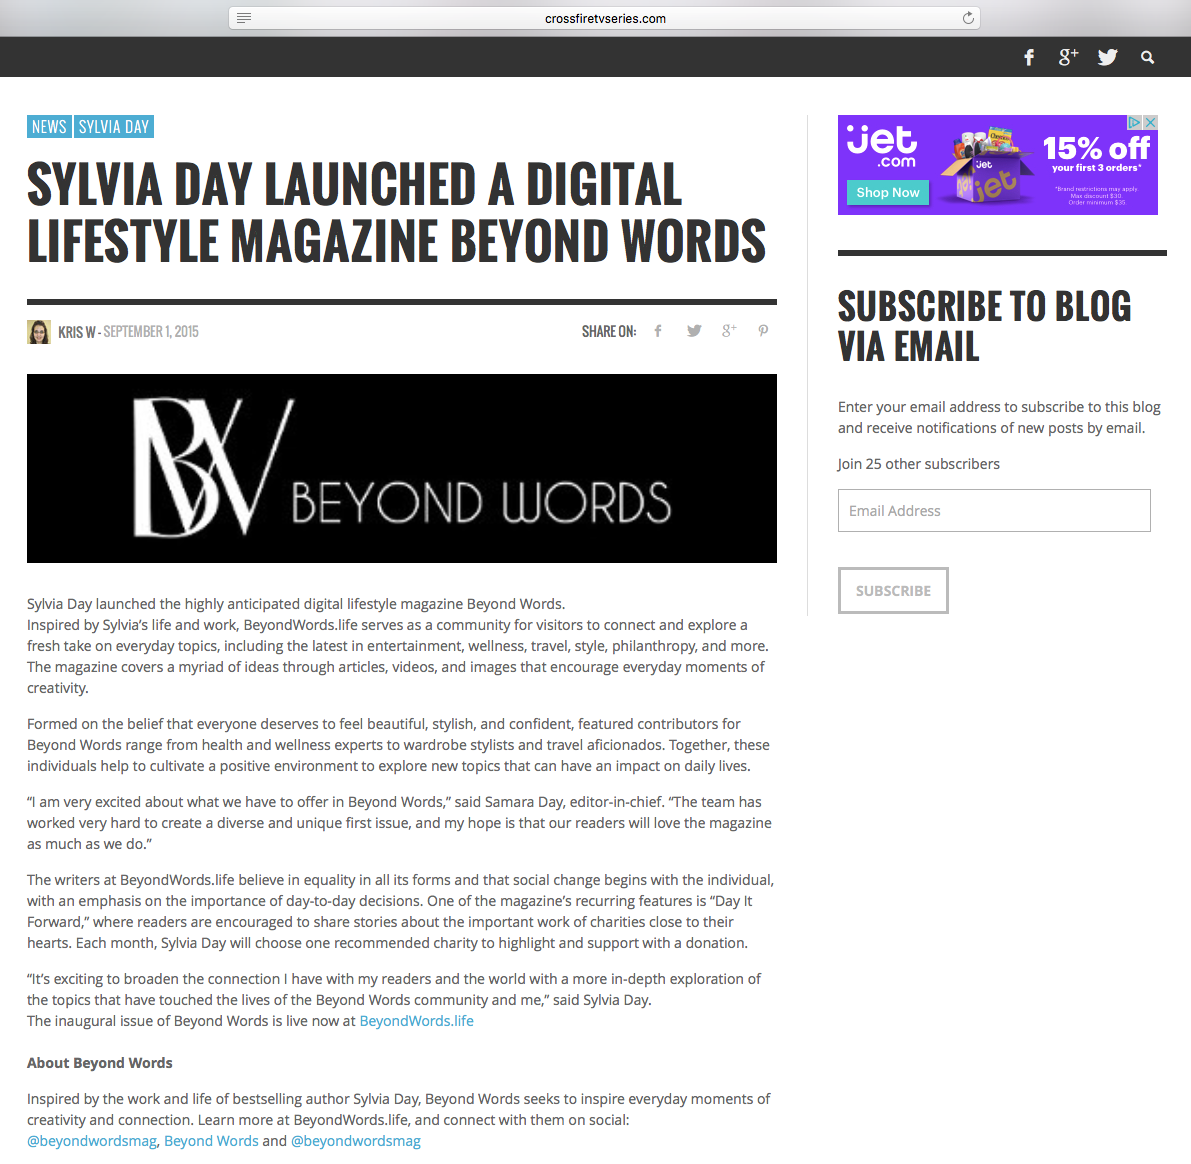 crossfiretvseries.com
NEWS SYLVIA DAY
SYLVIA DAY LAUNCHED A DIGITAL
LIFESTYLE MAGAZINE BEYOND WORDS
KRIS W - SEPTEMBER 1, 2015
SHARE ON:
BW BEYOND WORDS
Sylvia Day launched the highly anticipated digital lifestyle magazine Beyond Words.
Inspired by Sylvia’s life and work, BeyondWords.life serves as a community for visitors to connect and explore a
fresh take on everyday topics, including the latest in entertainment, wellness, travel, style, philanthropy, and more.
The magazine covers a myriad of ideas through articles, videos, and images that encourage everyday moments of
creativity.
Formed on the belief that everyone deserves to feel beautiful, stylish, and confident, featured contributors for
Beyond Words range from health and wellness experts to wardrobe stylists and travel aficionados. Together, these
individuals help to cultivate a positive environment to explore new topics that can have an impact on daily lives.
“I am very excited about what we have to offer in Beyond Words,” said Samara Day, editor-in-chief. “The team has
worked very hard to create a diverse and unique first issue, and my hope is that our readers will love the magazine
as much as we do.”
The writers at BeyondWords.life believe in equality in all its forms and that social change begins with the individual,
with an emphasis on the importance of day-to-day decisions. One of the magazine’s recurring features is “Day It
Forward,” where readers are encouraged to share stories about the important work of charities close to their
hearts. Each month, Sylvia Day will choose one recommended charity to highlight and support with a donation.
“It’s exciting to broaden the connection I have with my readers and the world with a more in-depth exploration of
the topics that have touched the lives of the Beyond Words community and me,” said Sylvia Day.
The inaugural issue of Beyond Words is live now at BeyondWords.life
About Beyond Words
Inspired by the work and life of bestselling author Sylvia Day, Beyond Words seeks to inspire everyday moments of
creativity and connection. Learn more at BeyondWords.life, and connect with them on social:
@beyondwordsmag, Beyond Words and @beyondwordsmag
jet
.com
Shop Now
Jet
jet
15% off
your first 3 orders*
*Brand restrictions may apply.
Max discount $30.
Order minimum $35
SUBSCRIBE TO BLOG
VIA EMAIL
Enter your email address to subscribe to this blog
and receive notifications of new posts by email.
Join 25 other subscribers
Email Address
SUBSCRIBE